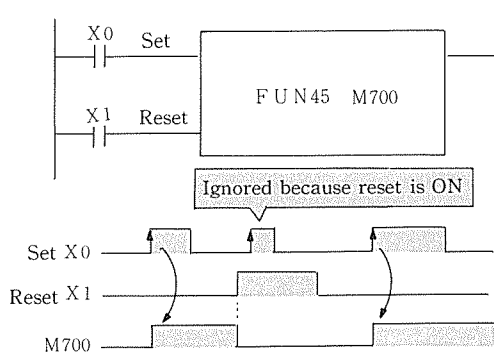 X0 Set
FUN45 M700
X1 Reset
Ignored because reset is ON
Set X0
Reset X1
M700